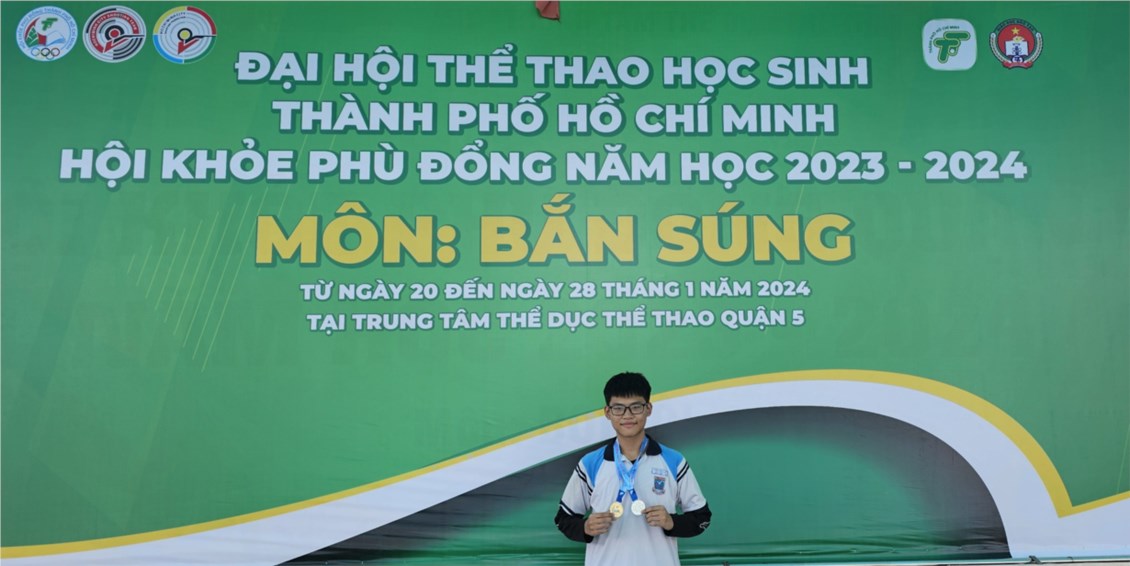 ĐẠI HỘI THỂ THAO HỌC SINH
THÀNH PHỐ HỒ CHÍ MINH
HỘI KHỎE PHÙ ĐỔNG NĂM HỌC 2023 - 2024
MÔN: BẮN SÚNG
TỪ NGÀY 20 ĐẾN NGÀY 28 THÁNG 1 NĂM 2024
TẠI TRUNG TÂM THỂ DỤC THỂ THAO QUẬN 5